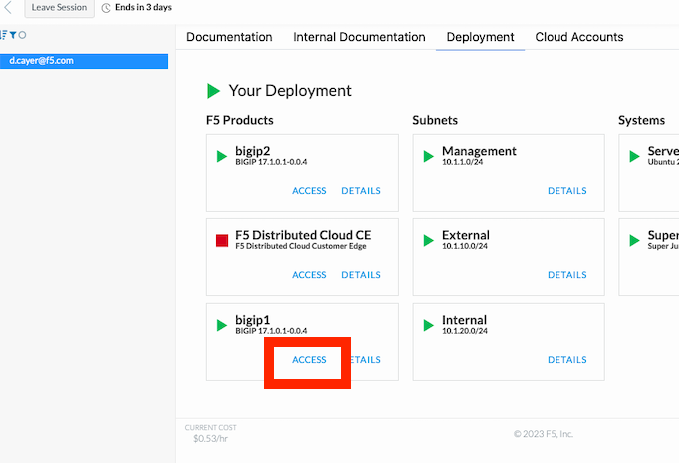 Leave Session
Ends in 3 days
d.cayer@f5.com
Documentation
Internal Documentation
Deployment
Cloud Accounts
Your Deployment
F5 Products
bigip2
BIGIP 17.1.0.1-0.0.4
ACCESS
DETAILS
F5 Distributed Cloud CE
F5 Distributed Cloud Customer Edge
ACCESS
DETAILS
bigip1
BIGIP 17.1.0.1-0.0.4
ACCESS
ETAILS
Subnets
Management
10.1.1.0/24
DETAILS
External
10.1.10.0/24
DETAILS
Internal
10.1.20.0/24
DETAILS
Systems
Serve
Ubuntu 2
Super
Super Ju
CURRENT COST
$0.53/hr
© 2023 F5, Inc.